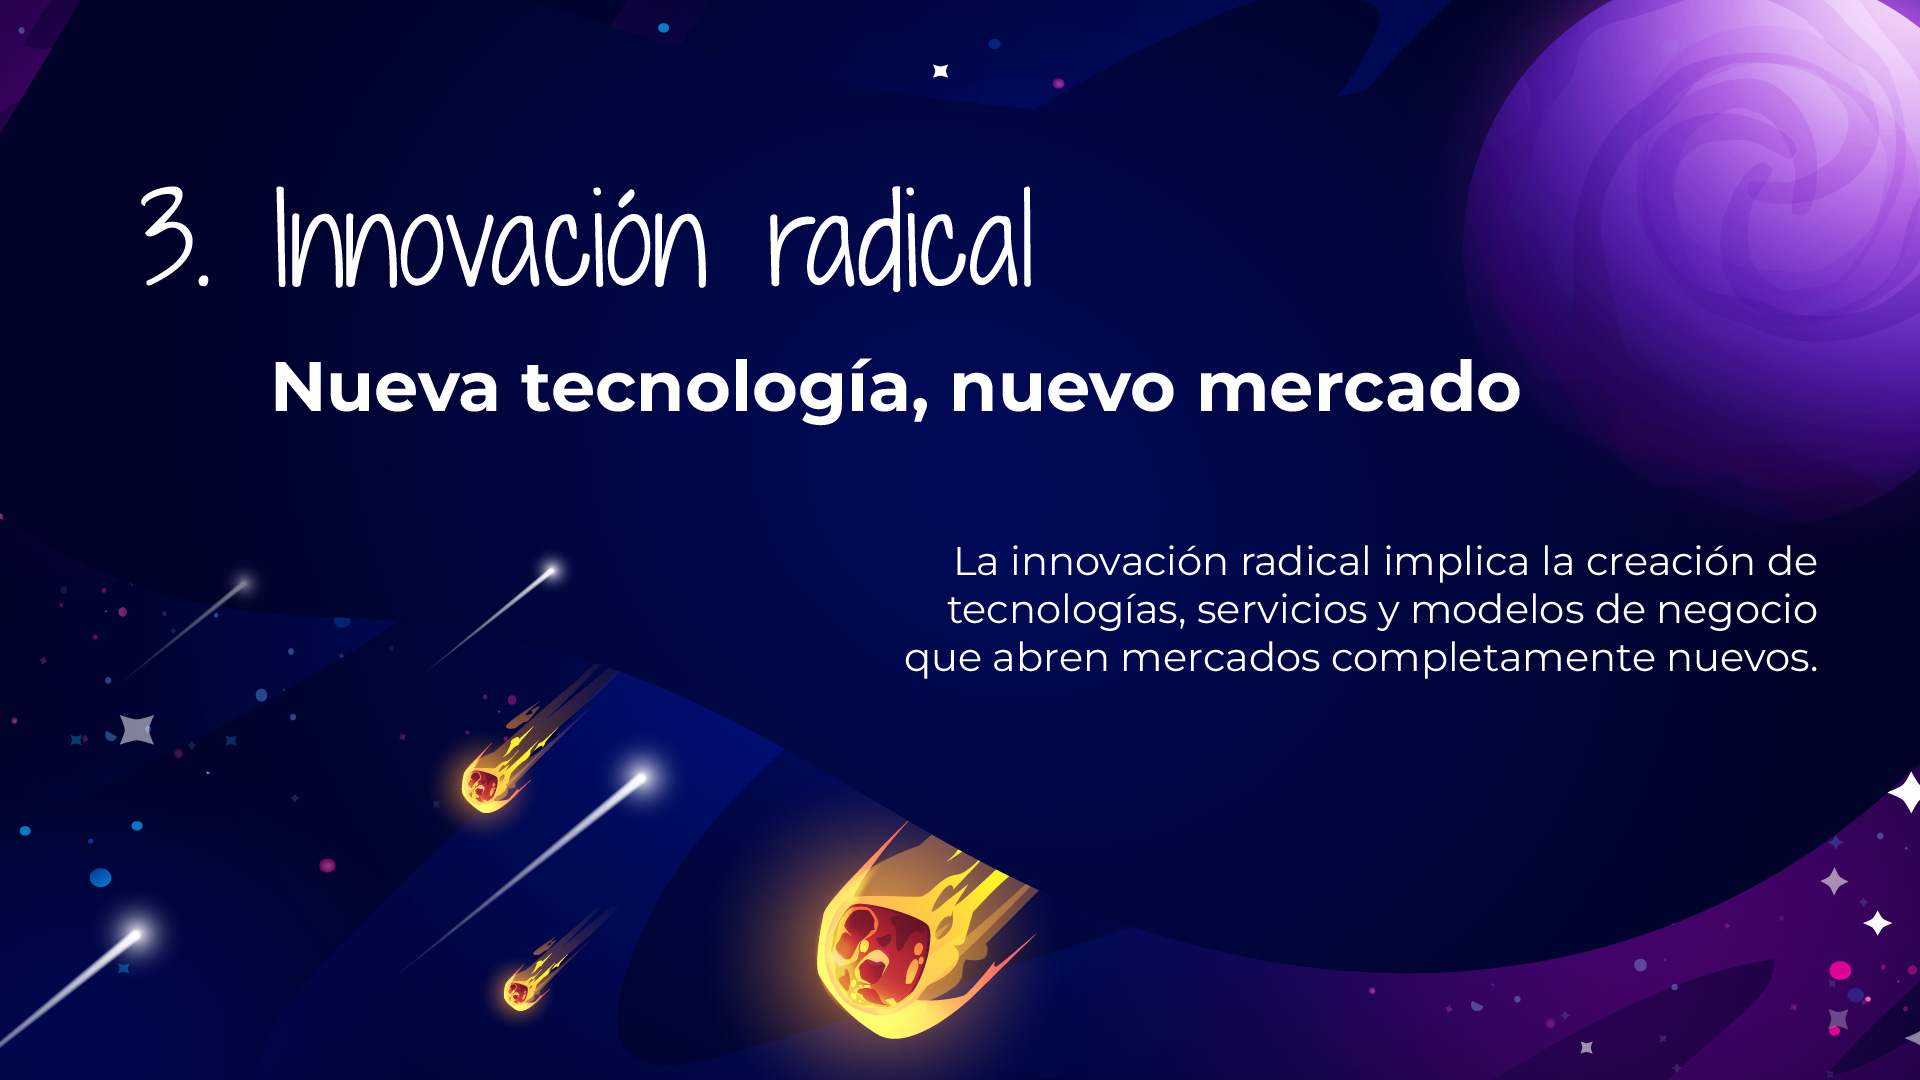 3. Innovación radical
Nueva tecnología, nuevo mercado
La innovación radical implica la creación de
tecnologías, servicios y modelos de negocio
que abren mercados completamente nuevos.